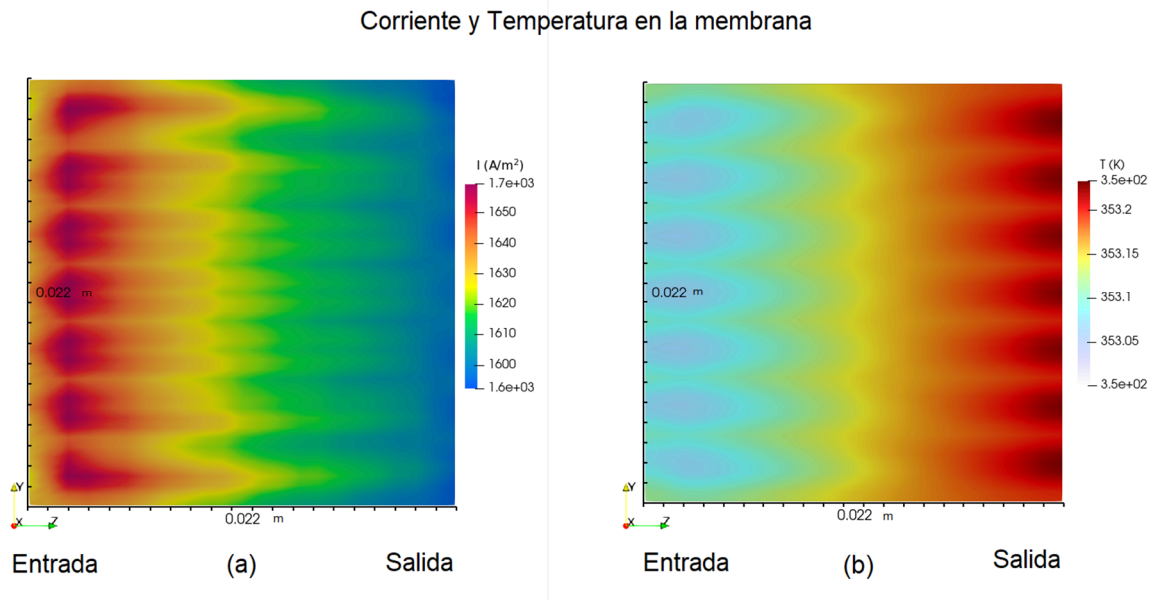 Corriente y Temperatura en la membrana
I (A/m²)
1.7e+03
1650
1640
1630
1620
1610
1600
1.6e+03
0.022 m
0.022 m
Y
X Z
Entrada (a) Salida
T (K)
3.5e+02
353.2
353.15
353.1
353.05
3.5e+02
0.022 m
0.022 m
Y
X Z
Entrada (b) Salida